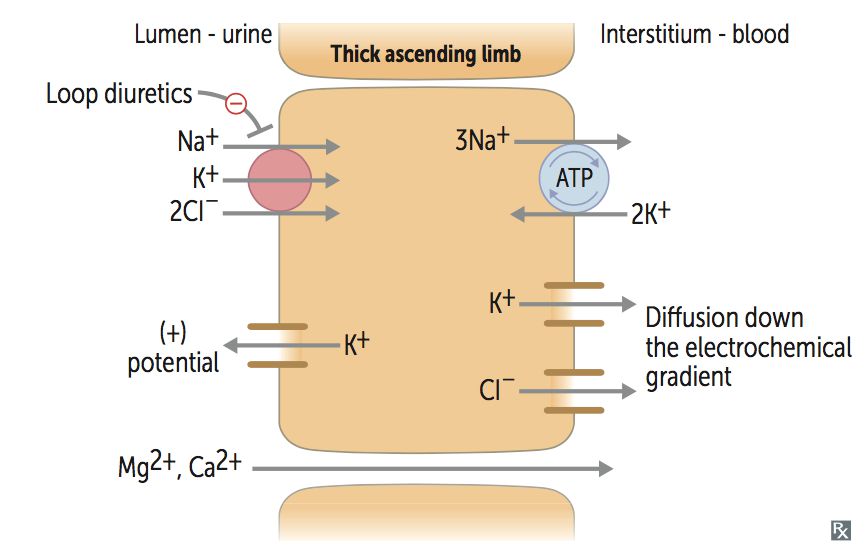 Lumen - urine
Thick ascending limb
Interstitium - blood
Loop diuretics
Na+
K+
2Cl−
3Na+
ATP
2K+
K+
(+)
potential
K+
Cl−
Diffusion down
the electrochemical
gradient
Mg2+, Ca2+
Rx